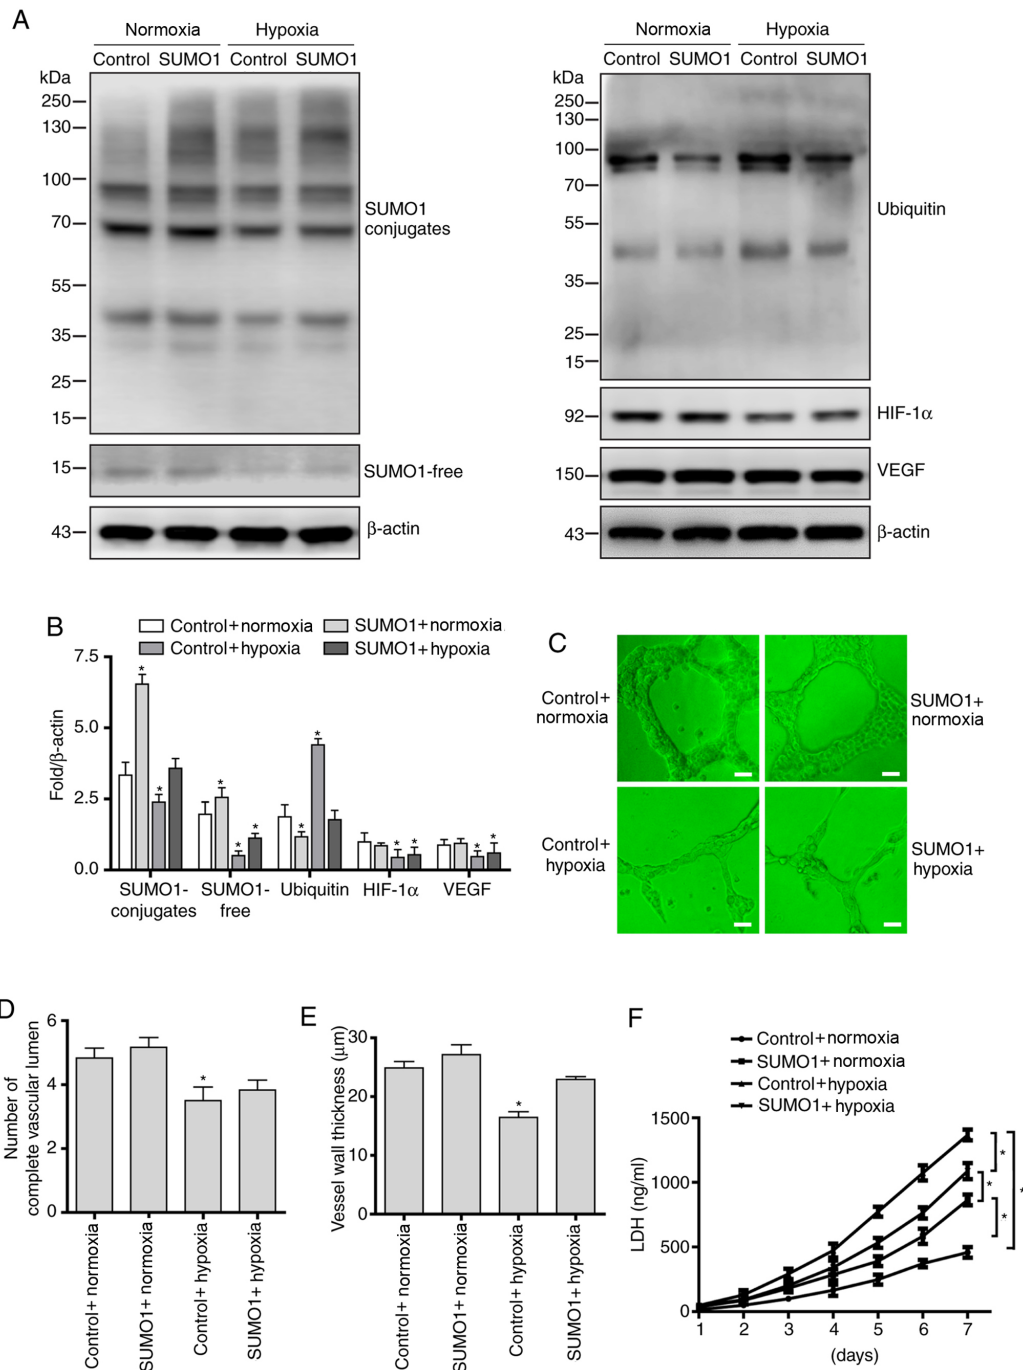 A
Normoxia Hypoxia
Control SUMO1 Control SUMO1
kDa
250
130
100
70
55
35
25
15
SUMO1
conjugates
15
SUMO1-free
43
β-actin
Normoxia Hypoxia
Control SUMO1 Control SUMO1
kDa
250
130
100
70
55
35
25
15
Ubiquitin
92
HIF-1α
150
VEGF
43
β-actin
B
Control+normoxia SUMO1+normoxia
Control+hypoxia SUMO1+hypoxia
Fold/β-actin
7.5
5.0
2.5
0.0
* * * * * * * * * * *
SUMO1-
conjugates
SUMO1-
free
Ubiquitin
HIF-1α
VEGF
C
Control+
normoxia
SUMO1+
normoxia
Control+
hypoxia
SUMO1+
hypoxia
D
Number of
complete vascular lumen
6
4
2
0
*
Control+normoxia
SUMO1+normoxia
Control+hypoxia
SUMO1+hypoxia
E
Vessel wall thickness (μm)
30
20
10
0
*
Control+normoxia
SUMO1+normoxia
Control+hypoxia
SUMO1+hypoxia
F
Control+normoxia
SUMO1+normoxia
Control+hypoxia
SUMO1+hypoxia
LDH (ng/ml)
1500
1000
500
0
* * * *
1 2 3 4 5 6 7
(days)